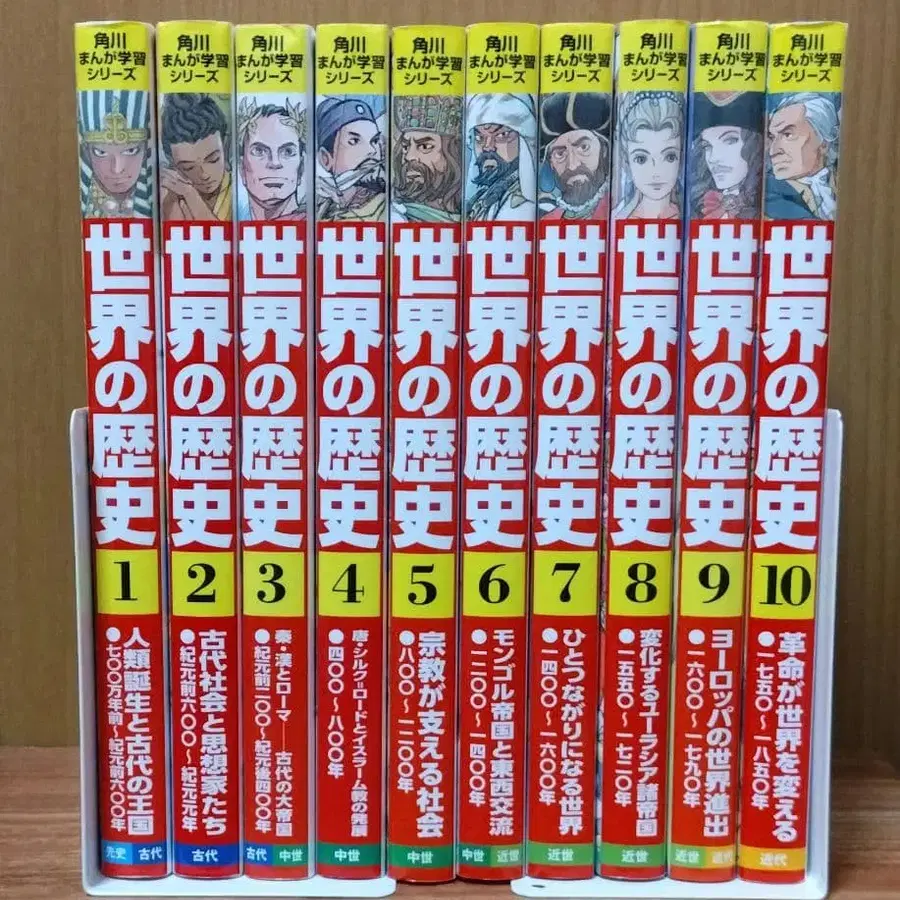 角川
まんが学習
シリーズ
世界の歴史
1
人類誕生と古代の王国
●七〇〇万年前～紀元前六〇〇年
先史 古代
角川
まんが学習
シリーズ
世界の歴史
2
古代社会と思想家たち
●紀元前六〇〇～紀元元年
古代
角川
まんが学習
シリーズ
世界の歴史
3
秦・漢とローマ――古代の大帝国
●紀元前二〇〇～紀元後四〇〇年
古代 中世
角川
まんが学習
シリーズ
世界の歴史
4
唐・シルクロードとイスラーム教の発展
●四〇〇～八〇〇年
中世
角川
まんが学習
シリーズ
世界の歴史
5
宗教が支える社会
●八〇〇～一二〇〇年
中世
角川
まんが学習
シリーズ
世界の歴史
6
モンゴル帝国と東西交流
●一二〇〇～一四〇〇年
中世 近世
角川
まんが学習
シリーズ
世界の歴史
7
ひとつながりになる世界
●一四〇〇～一六〇〇年
近世
角川
まんが学習
シリーズ
世界の歴史
8
変化するユーラシア諸帝国
●一五五〇～一七二〇年
近世
角川
まんが学習
シリーズ
世界の歴史
9
ヨーロッパの世界進出
●一六〇〇～一七九〇年
近世 近代
角川
まんが学習
シリーズ
世界の歴史
10
革命が世界を変える
●一七五〇～一八五〇年
近代